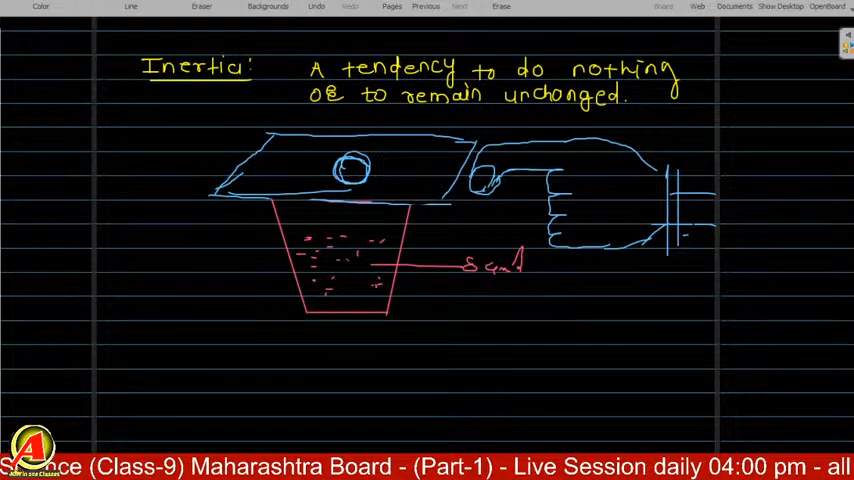 Color Line Eraser Backgrounds Undo Redo Pages Previous Next Erase Board Web Documents Show Desktop OpenBoard
Inertia: A tendency to do nothing
OR to remain unchanged.
Sand
A
Science (Class-9) Maharashtra Board - (Part-1) - Live Session daily 04:00 pm - all